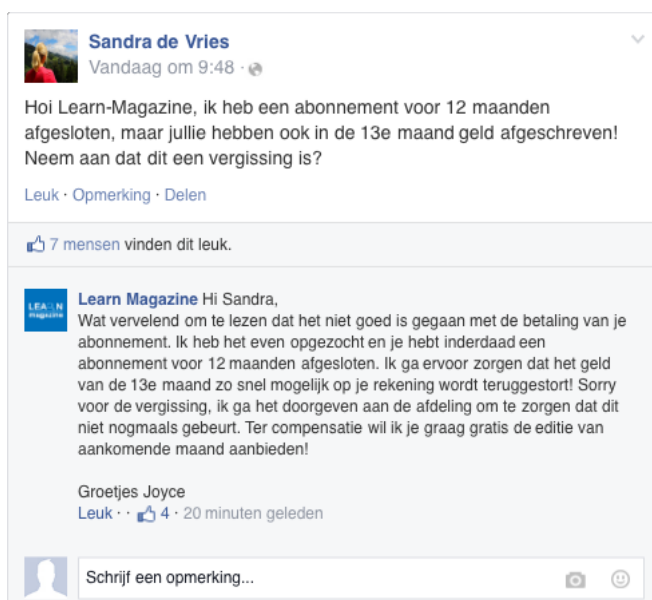 Sandra de Vries
Vandaag om 9:48 ·
Hoi Learn-Magazine, ik heb een abonnement voor 12 maanden
afgesloten, maar jullie hebben ook in de 13e maand geld afgeschreven!
Neem aan dat dit een vergissing is?
Leuk · Opmerking · Delen
7 mensen vinden dit leuk.
LEARN
magazine
Learn Magazine Hi Sandra,
Wat vervelend om te lezen dat het niet goed is gegaan met de betaling van je
abonnement. Ik heb het even opgezocht en je hebt inderdaad een
abonnement voor 12 maanden afgesloten. Ik ga ervoor zorgen dat het geld
van de 13e maand zo snel mogelijk op je rekening wordt teruggestort! Sorry
voor de vergissing, ik ga het doorgeven aan de afdeling om te zorgen dat dit
niet nogmaals gebeurt. Ter compensatie wil ik je graag gratis de editie van
aankomende maand aanbieden!
Groetjes Joyce
Leuk · · 4 · 20 minuten geleden
Schrijf een opmerking...